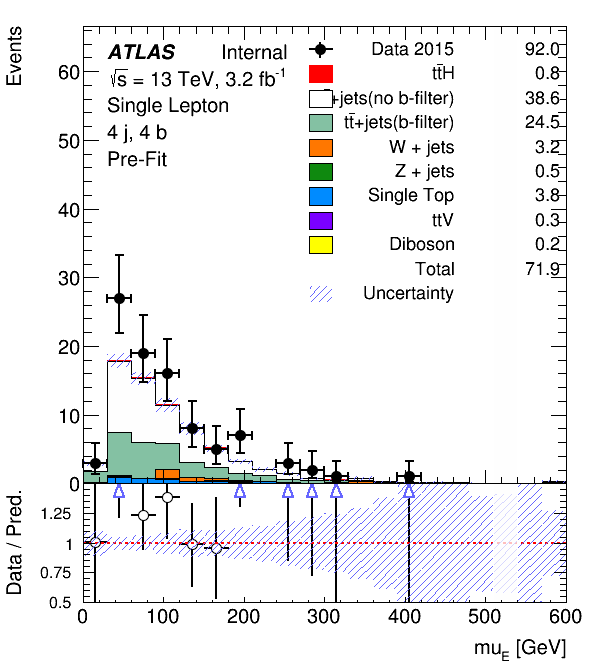 Events
ATLAS Internal
√s = 13 TeV, 3.2 fb-1
Single Lepton
4 j, 4 b
Pre-Fit
Data 2015 92.0
tt̄H 0.8
+jets(no b-filter) 38.6
tt̄+jets(b-filter) 24.5
W + jets 3.2
Z + jets 0.5
Single Top 3.8
ttV 0.3
Diboson 0.2
Total 71.9
Uncertainty
60
50
40
30
20
10
0
Data / Pred.
1.25
1
0.75
0.5
0 100 200 300 400 500 600
muE [GeV]